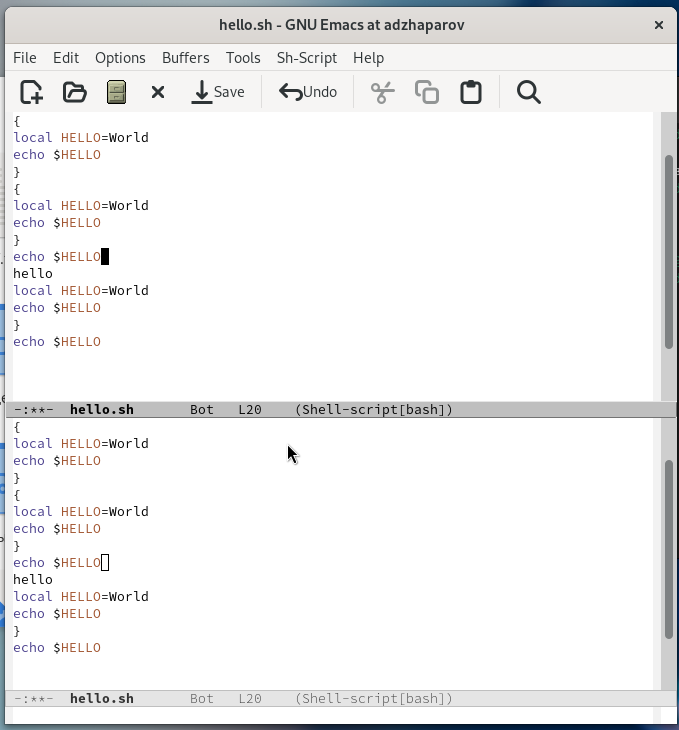 hello.sh - GNU Emacs at adzhaparov ×
File Edit Options Buffers Tools Sh-Script Help
Save Undo
{
local HELLO=World
echo $HELLO
}
{
local HELLO=World
echo $HELLO
}
echo $HELLO
hello
local HELLO=World
echo $HELLO
}
echo $HELLO
-:**- hello.sh Bot L20 (Shell-script[bash])
{
local HELLO=World
echo $HELLO
}
{
local HELLO=World
echo $HELLO
}
echo $HELLO
hello
local HELLO=World
echo $HELLO
}
echo $HELLO
-:**- hello.sh Bot L20 (Shell-script[bash])